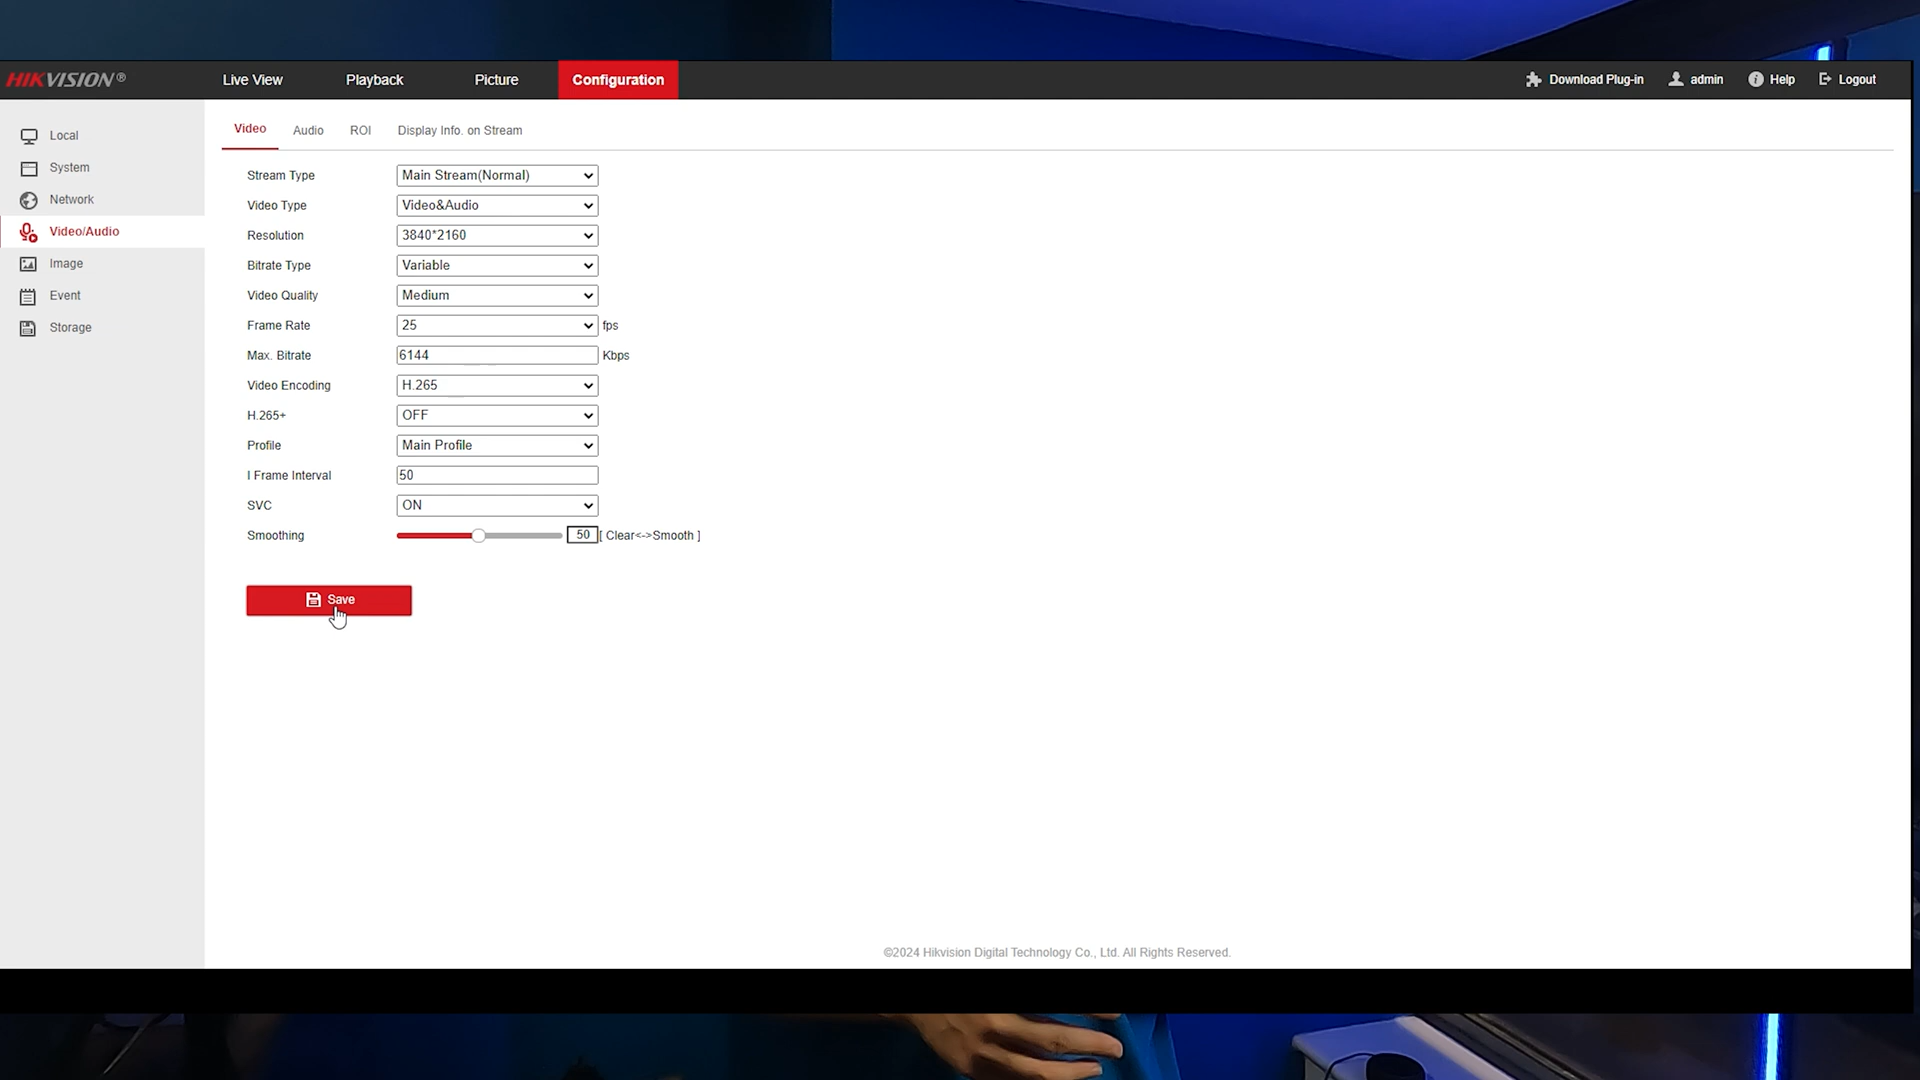 HIKVISION®
Live View
Playback
Picture
Configuration
Download Plug-in
admin
Help
Logout
Local
System
Network
Video/Audio
Image
Event
Storage
Video
Audio
ROI
Display Info. on Stream
Stream Type Main Stream(Normal)
Video Type Video&Audio
Resolution 3840*2160
Bitrate Type Variable
Video Quality Medium
Frame Rate 25 fps
Max. Bitrate 6144 Kbps
Video Encoding H.265
H.265+ OFF
Profile Main Profile
I Frame Interval 50
SVC ON
Smoothing 50 [ Clear<->Smooth ]
Save
©2024 Hikvision Digital Technology Co., Ltd. All Rights Reserved.